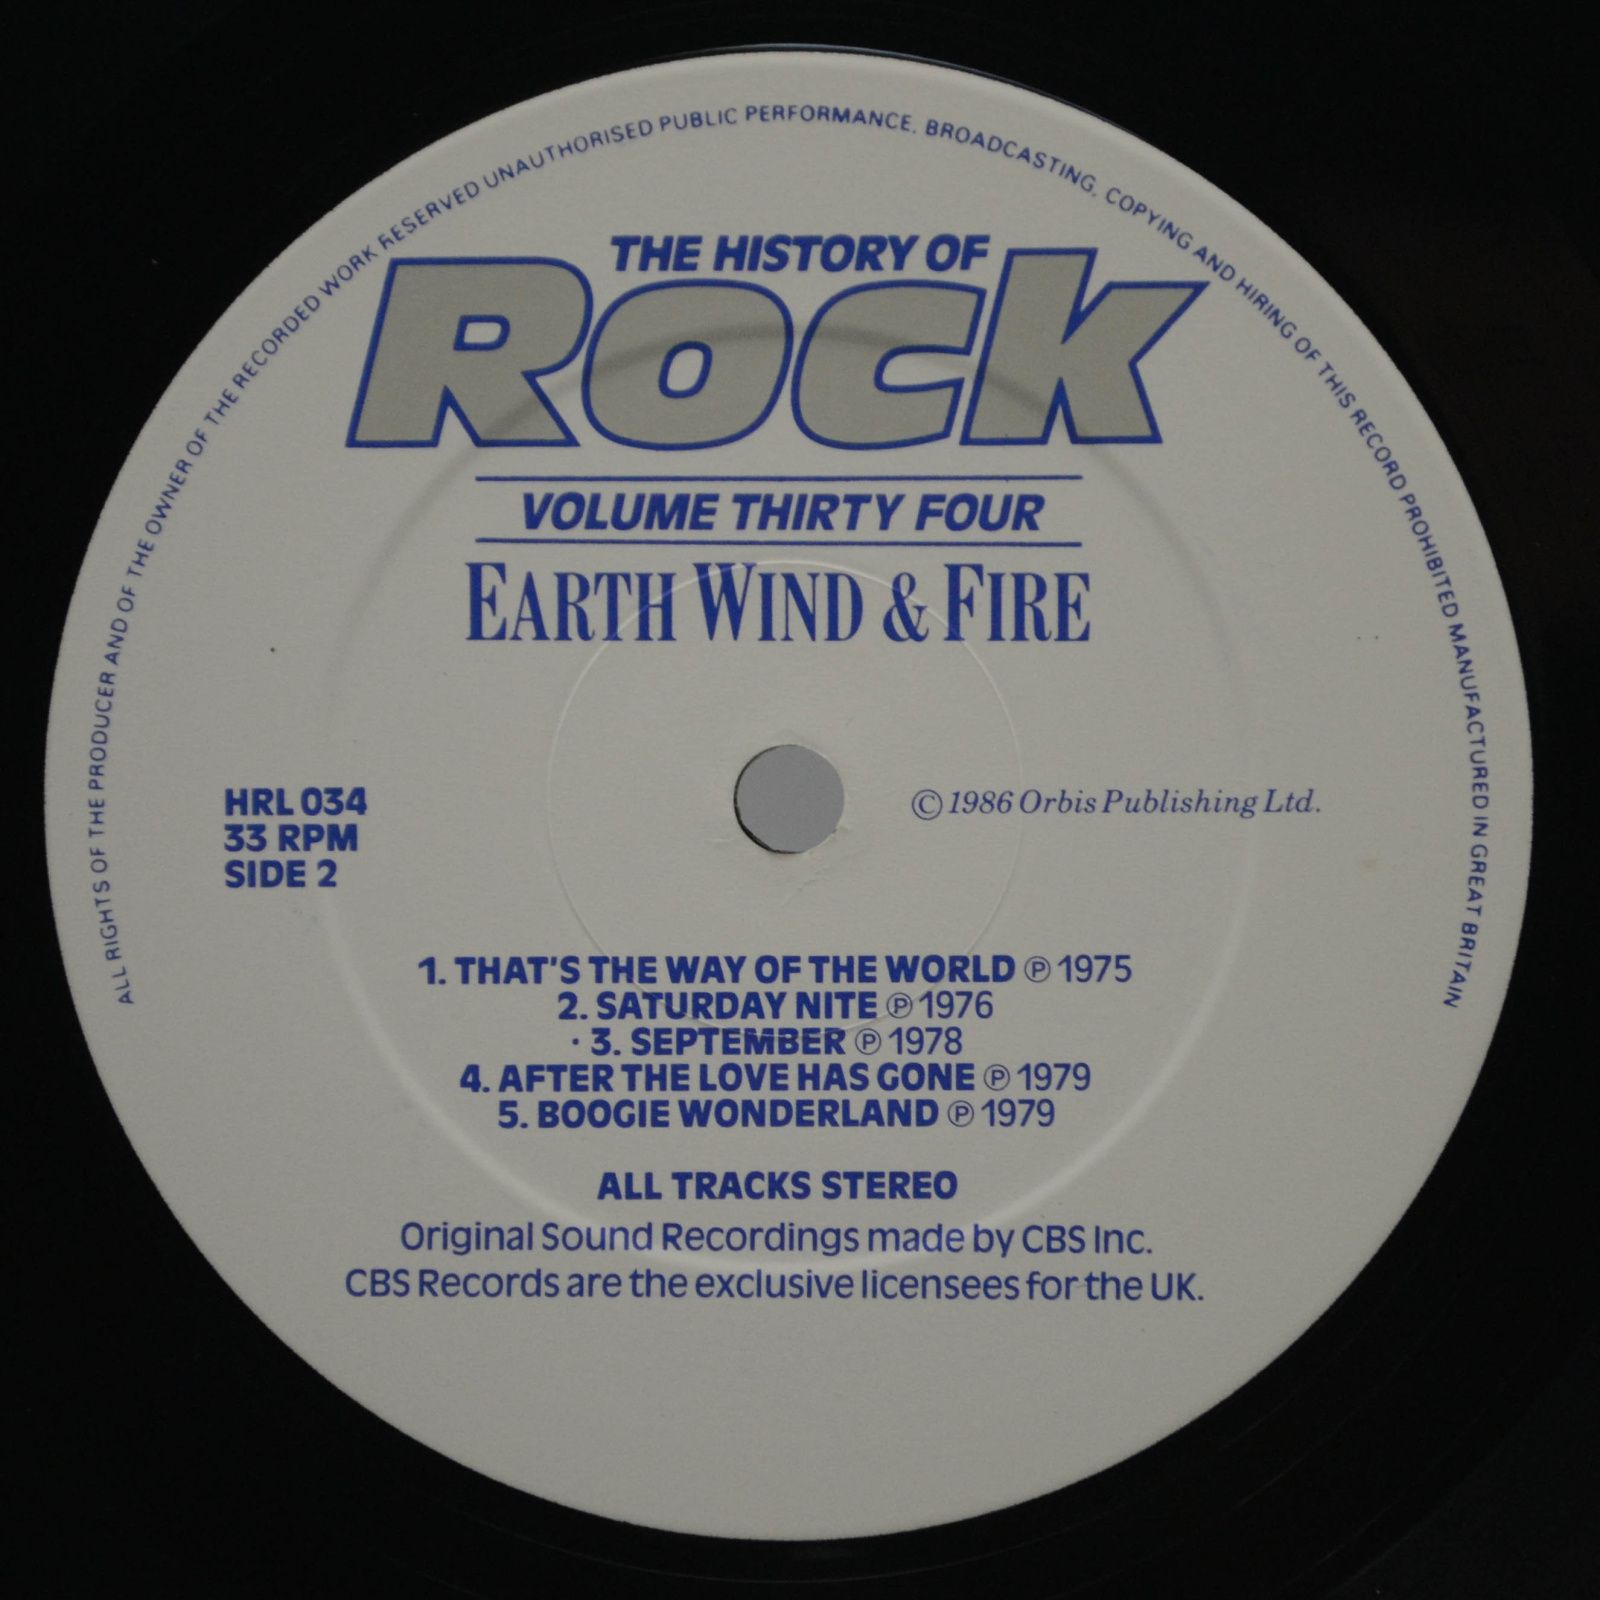 ALL RIGHTS OF THE PRODUCER AND OF THE OWNER OF THE RECORDED WORK RESERVED UNAUTHORISED PUBLIC PERFORMANCE, BROADCASTING, COPYING AND HIRING OF THIS RECORD PROHIBITED MANUFACTURED IN GREAT BRITAIN
THE HISTORY OF
ROCK
VOLUME THIRTY FOUR
EARTH WIND & FIRE
HRL 034
33 RPM
SIDE 2
© 1986 Orbis Publishing Ltd.
1. THAT'S THE WAY OF THE WORLD ℗ 1975
2. SATURDAY NITE ℗ 1976
· 3. SEPTEMBER ℗ 1978
4. AFTER THE LOVE HAS GONE ℗ 1979
5. BOOGIE WONDERLAND ℗ 1979
ALL TRACKS STEREO
Original Sound Recordings made by CBS Inc.
CBS Records are the exclusive licensees for the UK.